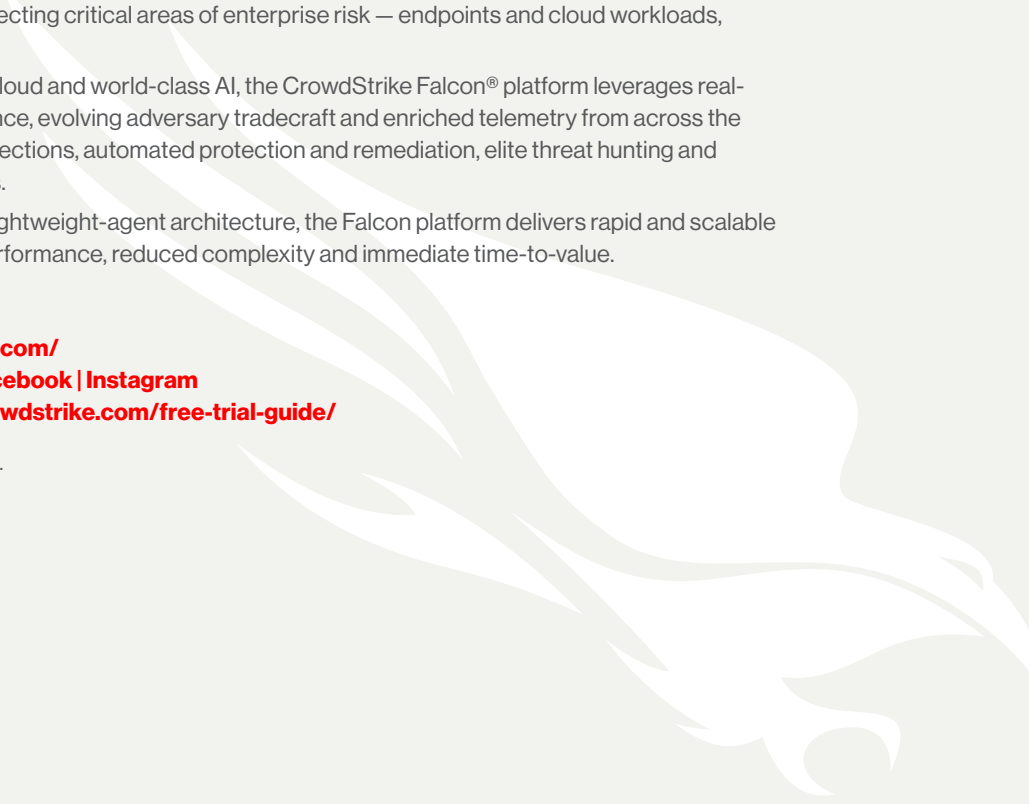 ecting critical areas of enterprise risk — endpoints and cloud workloads,
loud and world-class AI, the CrowdStrike Falcon® platform leverages real-
nce, evolving adversary tradecraft and enriched telemetry from across the
ections, automated protection and remediation, elite threat hunting and
.
ghtweight-agent architecture, the Falcon platform delivers rapid and scalable
rformance, reduced complexity and immediate time-to-value.
com/
cebook | Instagram
wdstrike.com/free-trial-guide/
.